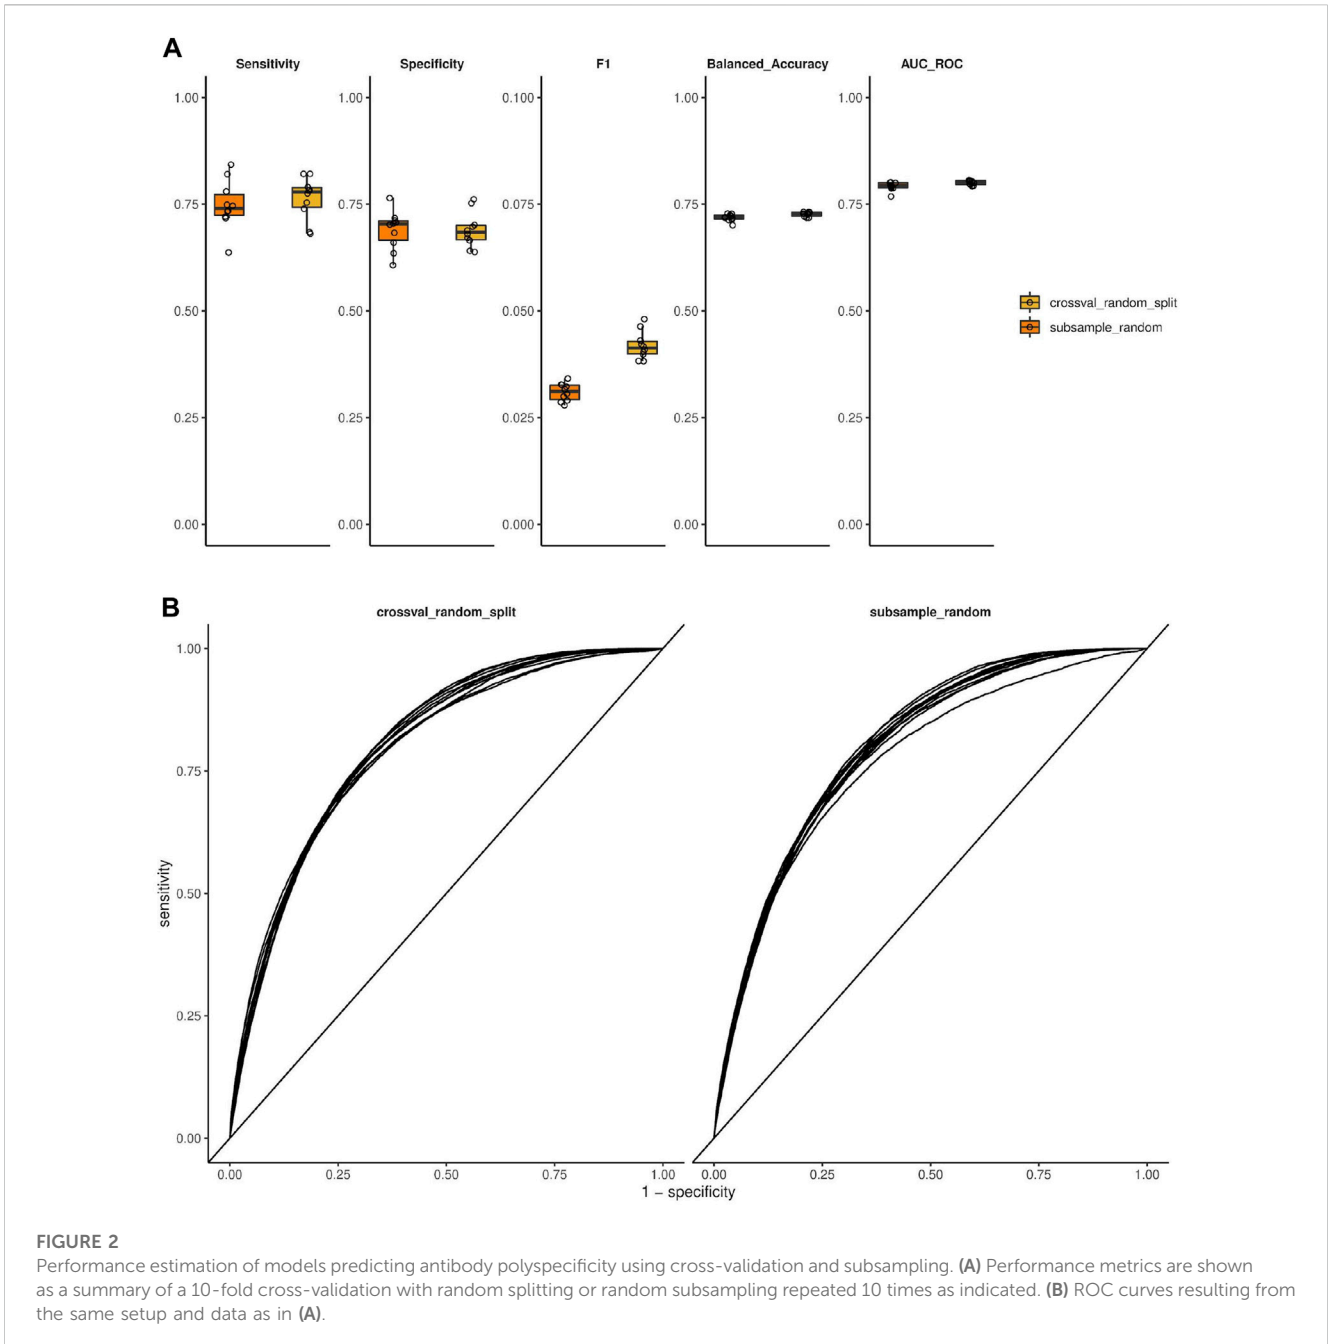 A
Sensitivity Specificity F1 Balanced_Accuracy AUC_ROC
1.00 1.00 0.100 1.00 1.00
0.75 0.75 0.075 0.75 0.75
0.50 0.50 0.050 0.50 0.50
0.25 0.25 0.025 0.25 0.25
0.00 0.00 0.000 0.00 0.00
crossval_random_split
subsample_random
B
crossval_random_split subsample_random
1.00
0.75
0.50
0.25
0.00
sensitivity
0.00 0.25 0.50 0.75 1.00 0.00 0.25 0.50 0.75 1.00
1 − specificity
FIGURE 2
Performance estimation of models predicting antibody polyspecificity using cross-validation and subsampling. (A) Performance metrics are shown
as a summary of a 10-fold cross-validation with random splitting or random subsampling repeated 10 times as indicated. (B) ROC curves resulting from
the same setup and data as in (A).